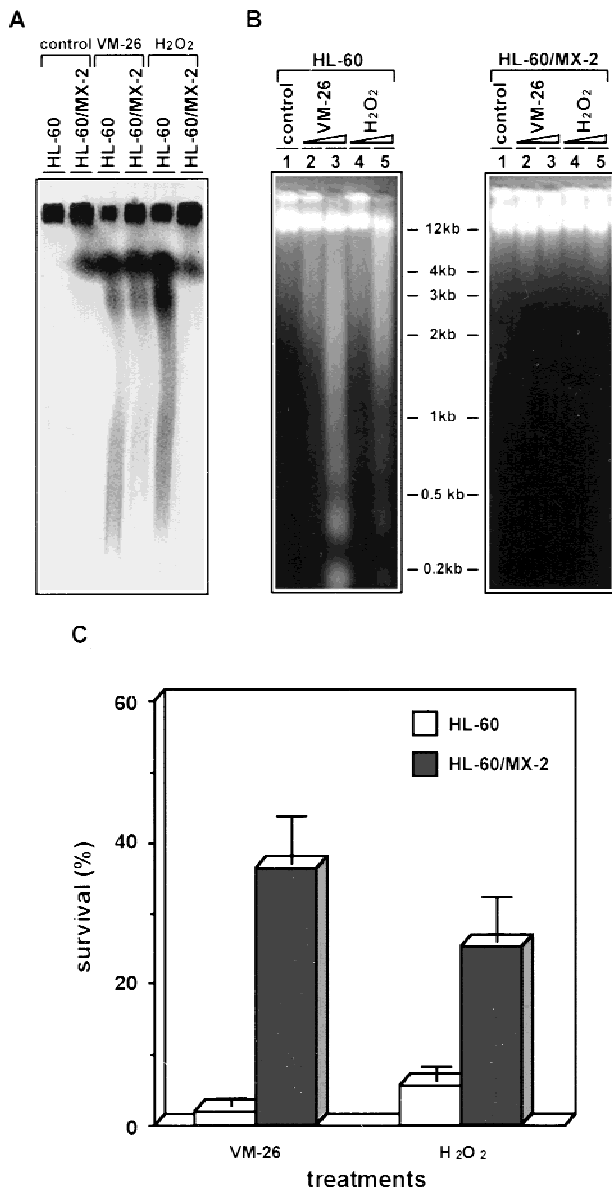 A
control VM-26 H2O2
HL-60 HL-60/MX-2 HL-60 HL-60/MX-2 HL-60 HL-60/MX-2
B
HL-60
control VM-26 H2O2
1 2 3 4 5
HL-60/MX-2
control VM-26 H2O2
1 2 3 4 5
– 12kb –
– 4kb –
– 3kb –
– 2kb –
– 1kb –
– 0.5 kb –
– 0.2kb –
C
60
40
20
0
survival (%)
HL-60
HL-60/MX-2
VM-26 H2O2
treatments